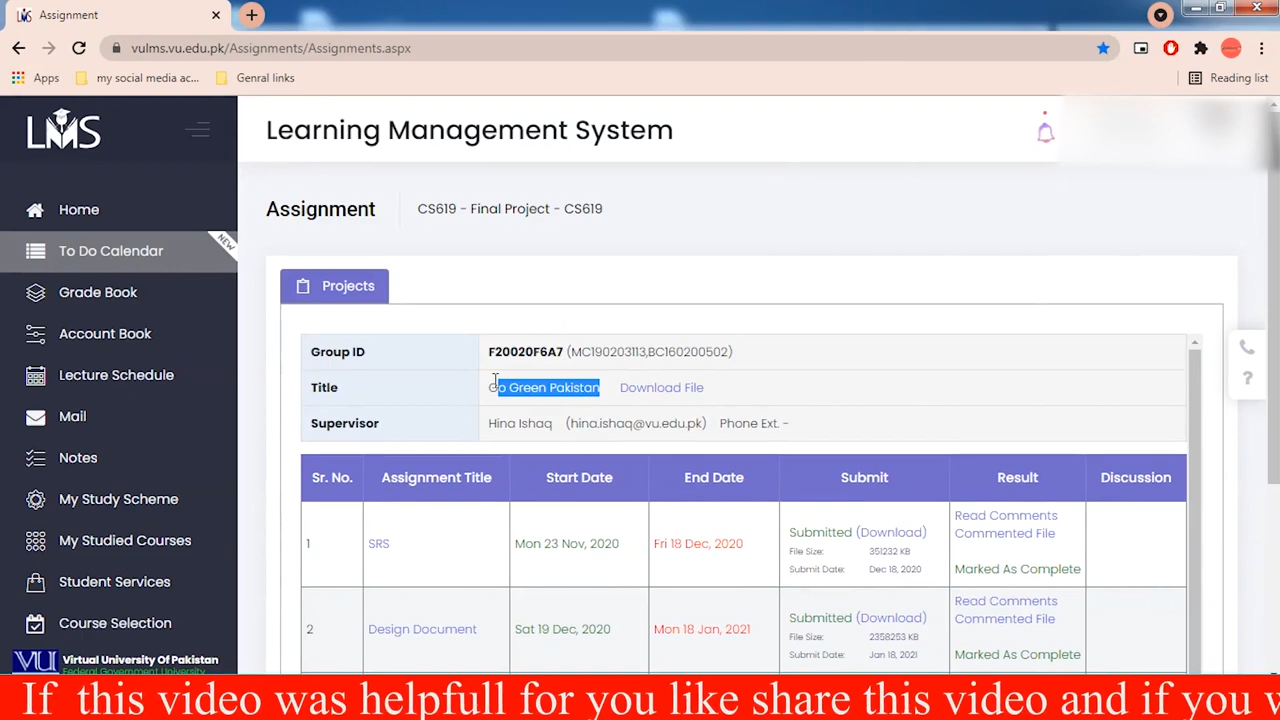 Assignment
vulms.vu.edu.pk/Assignments/Assignments.aspx
Apps
my social media ac...
Genral links
Reading list
LMS
Learning Management System
Assignment
CS619 - Final Project - CS619
Home
To Do Calendar
NEW
Grade Book
Account Book
Lecture Schedule
Mail
Notes
My Study Scheme
My Studied Courses
Student Services
Course Selection
VU Virtual University Of Pakistan
Federal Government University
Projects
Group ID F20020F6A7 (MC190203113,BC160200502)
Title Go Green Pakistan Download File
Supervisor Hina Ishaq (hina.ishaq@vu.edu.pk) Phone Ext. -
Sr. No. Assignment Title Start Date End Date Submit Result Discussion
1 SRS Mon 23 Nov, 2020 Fri 18 Dec, 2020
Submitted (Download)
File Size: 351232 KB
Submit Date: Dec 18, 2020
Read Comments
Commented File
Marked As Complete
2 Design Document Sat 19 Dec, 2020 Mon 18 Jan, 2021
Submitted (Download)
File Size: 2358253 KB
Submit Date: Jan 18, 2021
Read Comments
Commented File
Marked As Complete
If this video was helpfull for you like share this video and if you w